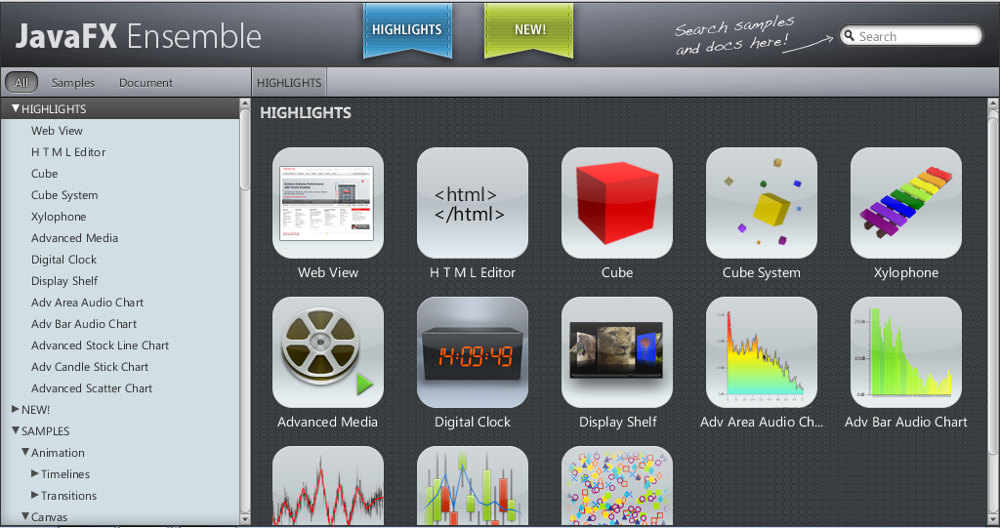 JavaFX Ensemble
HIGHLIGHTS
NEW!
Search samples
and docs here!
Search
All
Samples
Document
HIGHLIGHTS
HIGHLIGHTS
Web View
H T M L Editor
Cube
Cube System
Xylophone
Advanced Media
Digital Clock
Display Shelf
Adv Area Audio Chart
Adv Bar Audio Chart
Advanced Stock Line Chart
Adv Candle Stick Chart
Advanced Scatter Chart
NEW!
SAMPLES
Animation
Timelines
Transitions
Canvas
HIGHLIGHTS
<html>
</html>
Web View
H T M L Editor
Cube
Cube System
Xylophone
14:09:49
Advanced Media
Digital Clock
Display Shelf
Adv Area Audio Ch...
Adv Bar Audio Chart